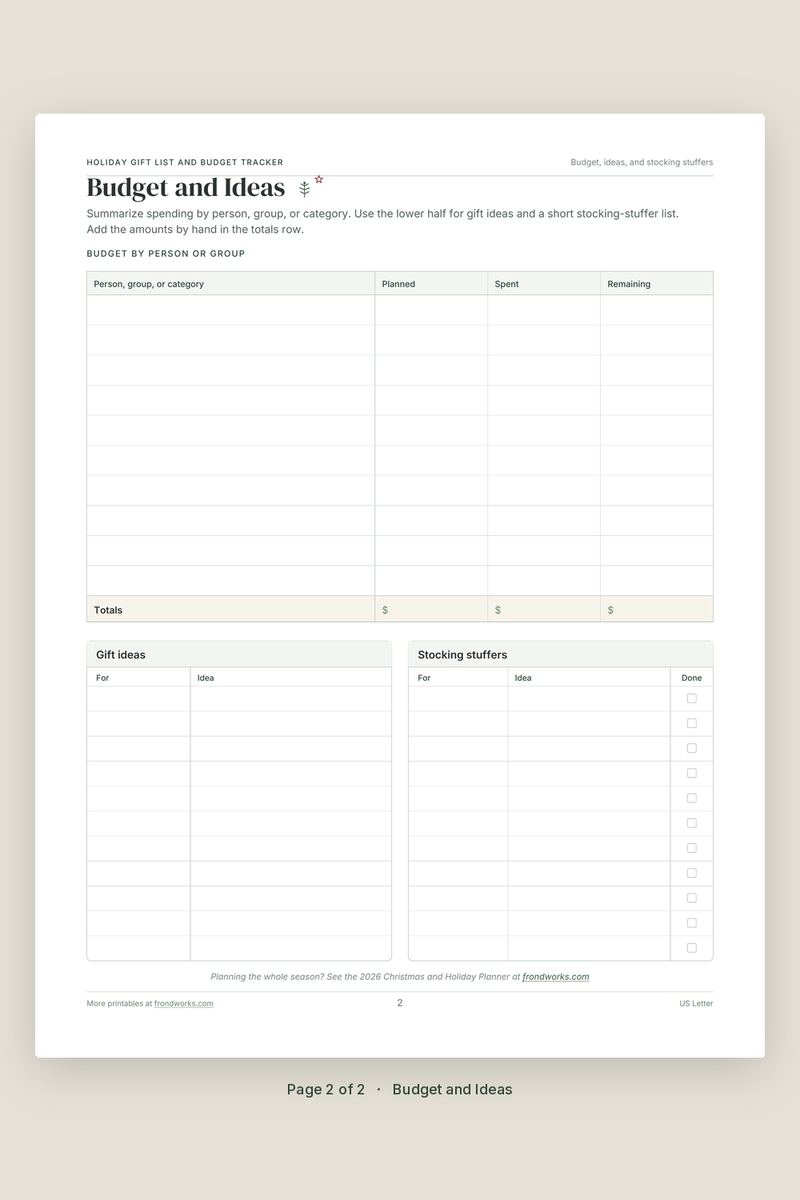 HOLIDAY GIFT LIST AND BUDGET TRACKER
Budget, ideas, and stocking stuffers
Budget and Ideas
Summarize spending by person, group, or category. Use the lower half for gift ideas and a short stocking-stuffer list.
Add the amounts by hand in the totals row.
BUDGET BY PERSON OR GROUP
Person, group, or category Planned Spent Remaining
Totals $ $ $
Gift ideas
For Idea
Stocking stuffers
For Idea Done
Planning the whole season? See the 2026 Christmas and Holiday Planner at frondworks.com
More printables at frondworks.com 2 US Letter
Page 2 of 2 · Budget and Ideas